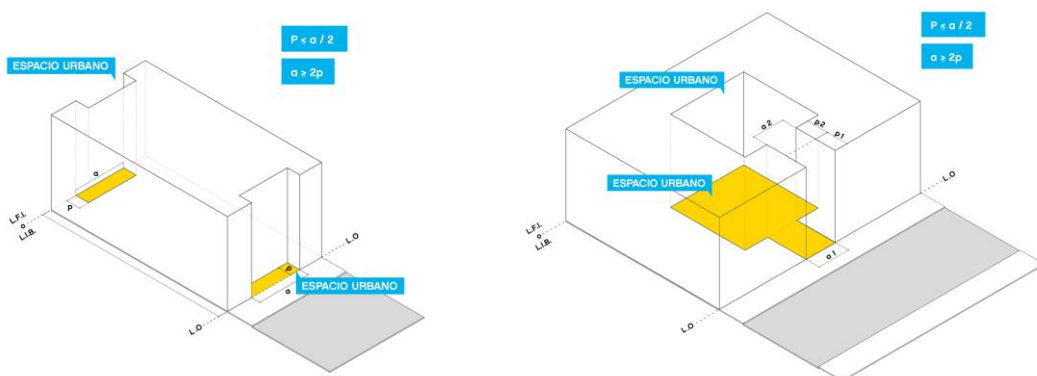 P ≤ a / 2
ESPACIO URBANO
a ≥ 2p
a
P
L.F.I.
o
L.I.B.
L.O
P
ESPACIO URBANO
a
L.O
P ≤ a / 2
a ≥ 2p
ESPACIO URBANO
a 2
P2
P1
ESPACIO URBANO
L.O
L.F.I.
o
L.I.B.
a 1
L.O